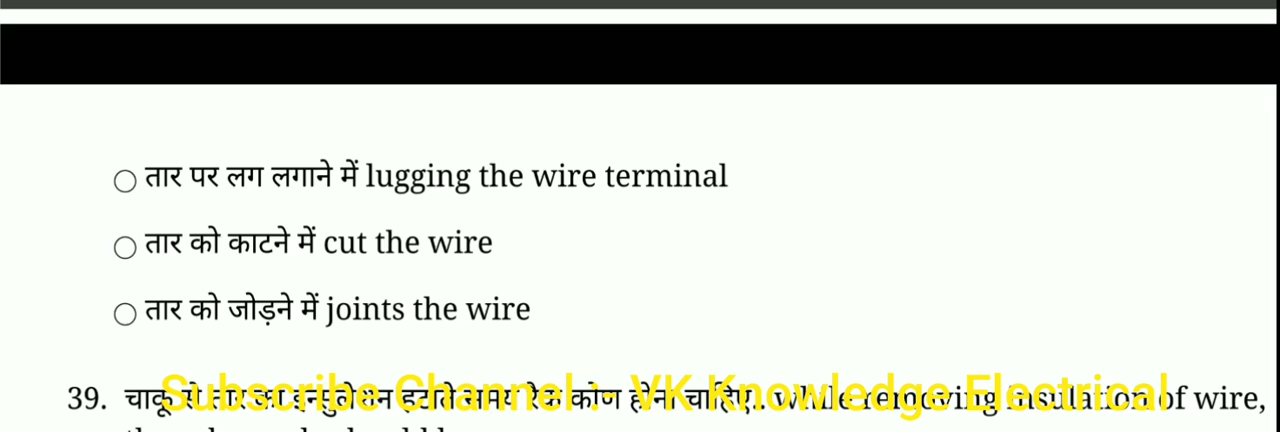 तार पर लग लगाने में lugging the wire terminal
तार को काटने में cut the wire
तार को जोड़ने में joints the wire
39. चाकू से तार का इन्सुलेशन हटाते समय रैक कोण होना चाहिए.. while removing insulation of wire,
Subscribe Channel :- VK Knowledge Electrical